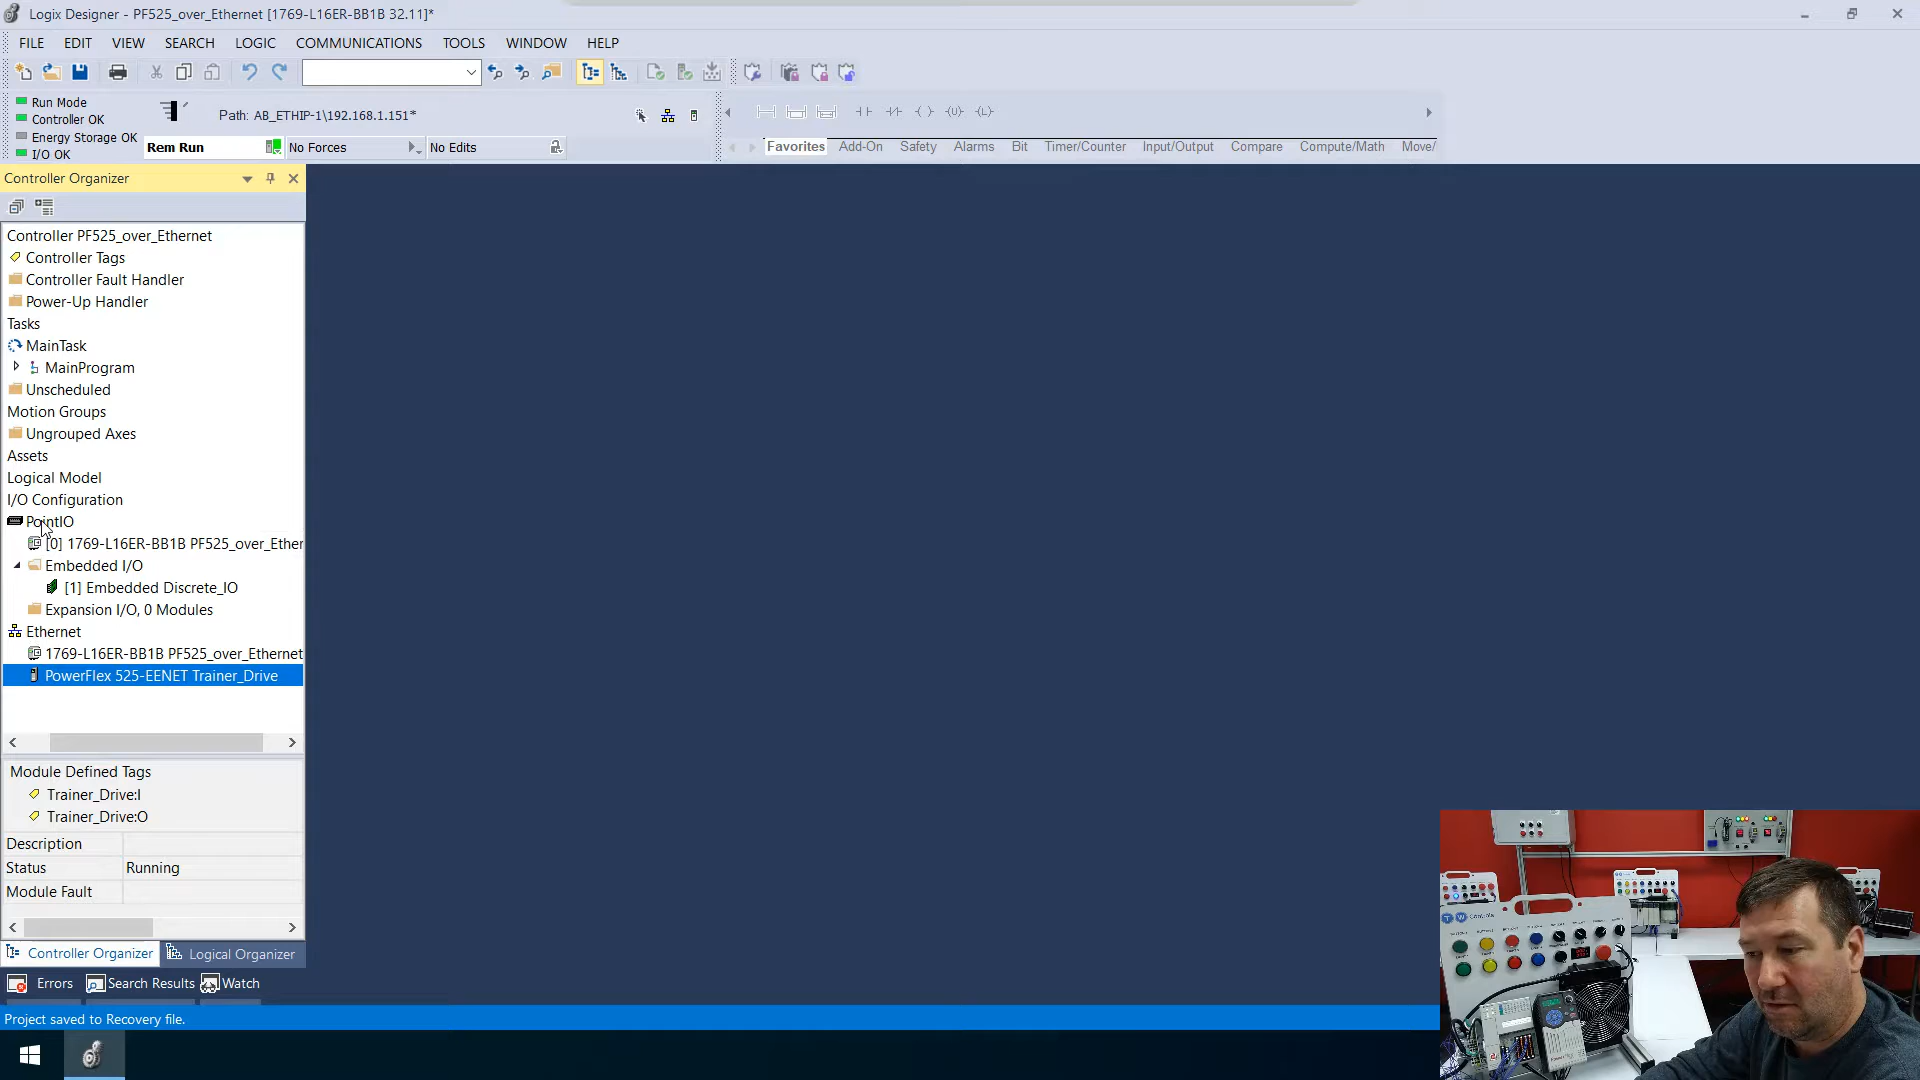 Logix Designer - PF525_over_Ethernet [1769-L16ER-BB1B 32.11]*
FILE EDIT VIEW SEARCH LOGIC COMMUNICATIONS TOOLS WINDOW HELP
Run Mode
Controller OK
Energy Storage OK
I/O OK
Path: AB_ETHIP-1\192.168.1.151*
Rem Run No Forces No Edits
Favorites Add-On Safety Alarms Bit Timer/Counter Input/Output Compare Compute/Math Move/
Controller Organizer
Controller PF525_over_Ethernet
Controller Tags
Controller Fault Handler
Power-Up Handler
Tasks
MainTask
MainProgram
Unscheduled
Motion Groups
Ungrouped Axes
Assets
Logical Model
I/O Configuration
PointIO
[0] 1769-L16ER-BB1B PF525_over_Ether
Embedded I/O
[1] Embedded Discrete_IO
Expansion I/O, 0 Modules
Ethernet
1769-L16ER-BB1B PF525_over_Ethernet
PowerFlex 525-EENET Trainer_Drive
Module Defined Tags
Trainer_Drive:I
Trainer_Drive:O
Description
Status Running
Module Fault
Controller Organizer Logical Organizer
Errors Search Results Watch
Project saved to Recovery file.